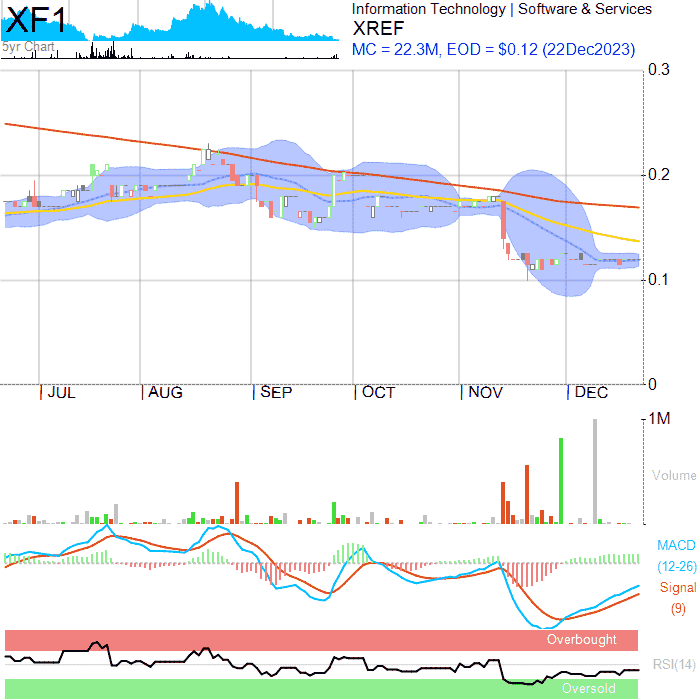 XF1
5yr Chart
Information Technology | Software & Services
XREF
MC = 22.3M, EOD = $0.12 (22Dec2023)
0.3
0.2
0.1
0
JUL
AUG
SEP
OCT
NOV
DEC
1M
Volume
MACD
(12-26)
Signal
(9)
Overbought
RSI(14)
Oversold